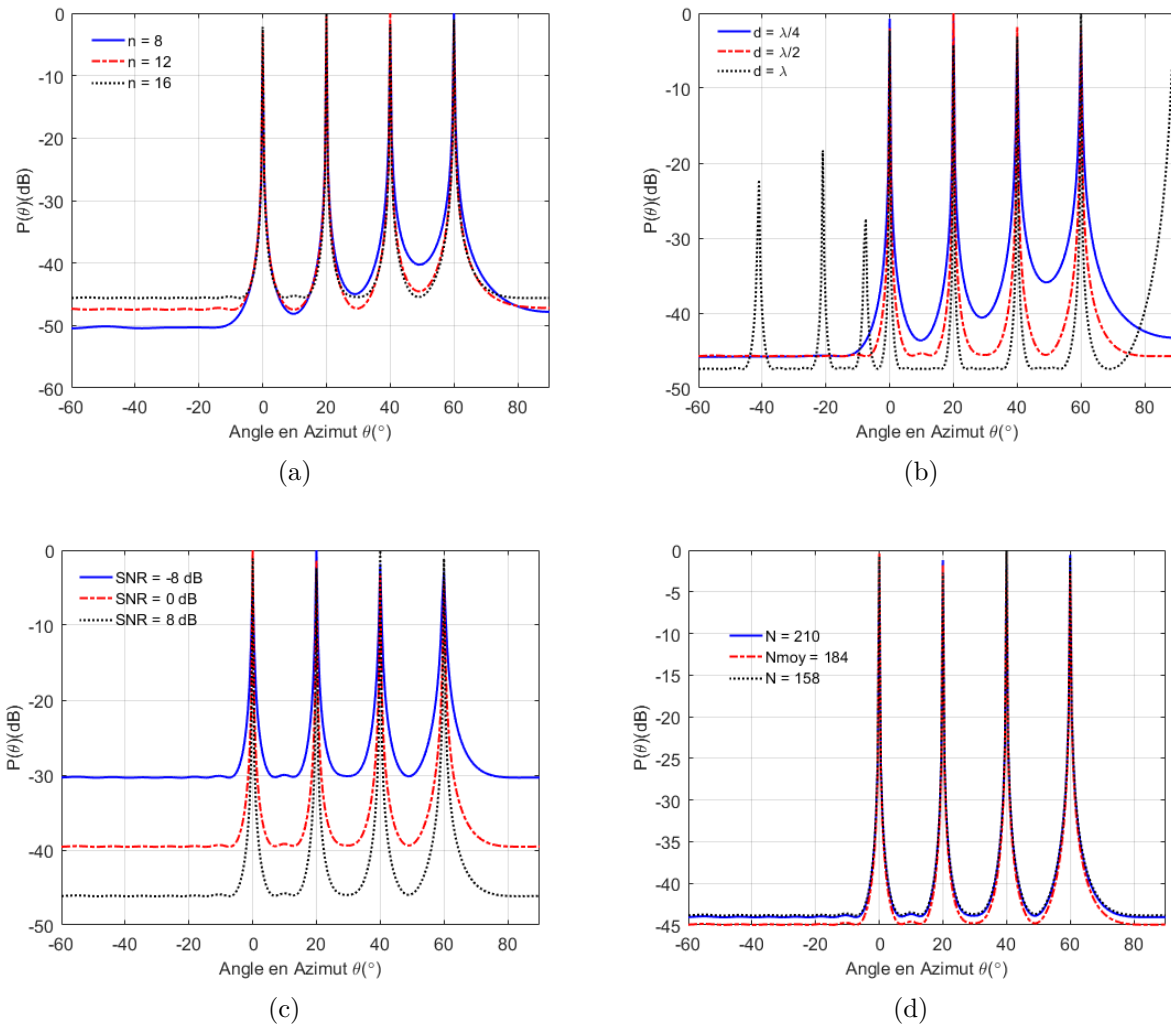 0
-10
-20
-30
-40
-50
-60
P(θ)(dB)
n = 8
n = 12
n = 16
-60 -40 -20 0 20 40 60 80
Angle en Azimut θ(°)
(a)
0
-10
-20
-30
-40
-50
P(θ)(dB)
d = λ/4
d = λ/2
d = λ
-60 -40 -20 0 20 40 60 80
Angle en Azimut θ(°)
(b)
0
-10
-20
-30
-40
-50
P(θ)(dB)
SNR = -8 dB
SNR = 0 dB
SNR = 8 dB
-60 -40 -20 0 20 40 60 80
Angle en Azimut θ(°)
(c)
0
-5
-10
-15
-20
-25
-30
-35
-40
-45
P(θ)(dB)
N = 210
Nmoy = 184
N = 158
-60 -40 -20 0 20 40 60 80
Angle en Azimut θ(°)
(d)